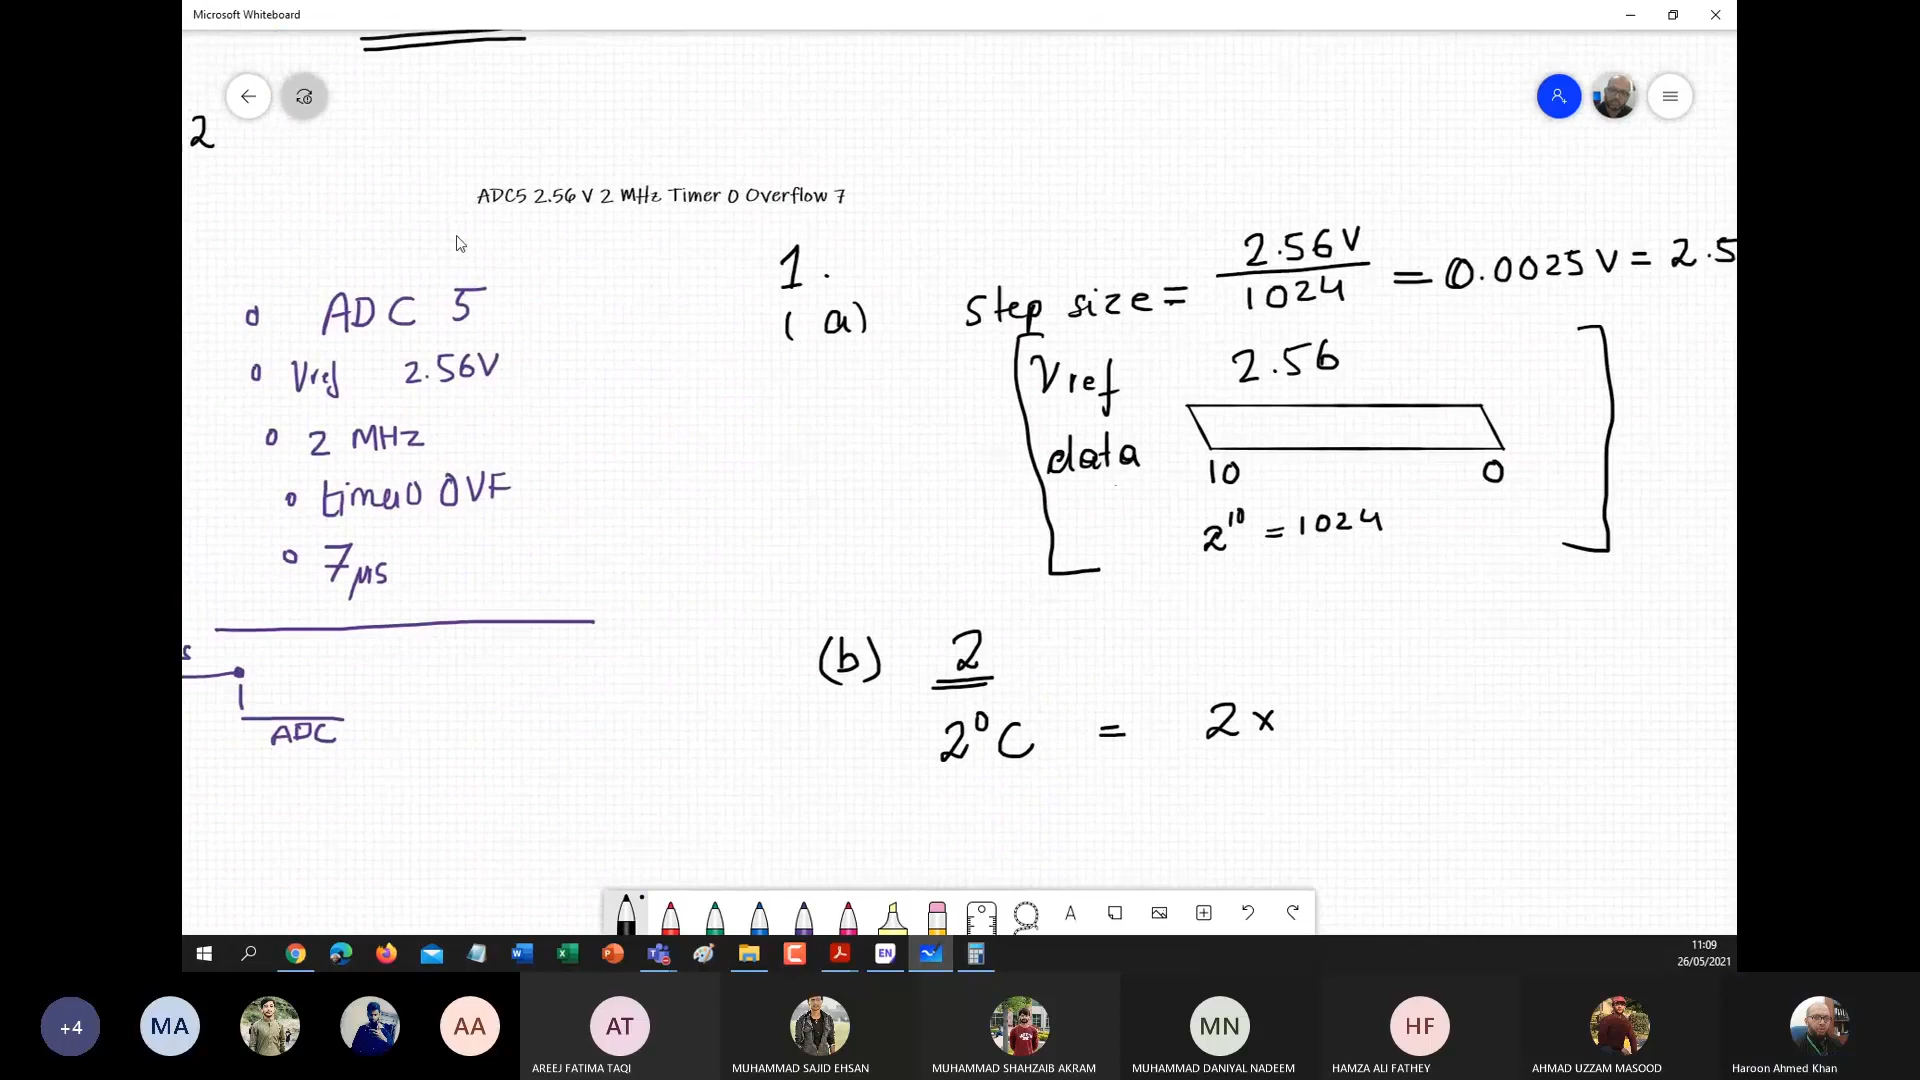 Microsoft Whiteboard
2
ADC5 2.56 V 2 MHz Timer 0 Overflow 7
ADC 5
Vref 2.56V
2 MHz
timer0 OVF
7 μs
s
ADC
1.
(a) Step size = 2.56V / 1024 = 0.0025 V = 2.5
Vref 2.56
data
10 0
2^10 = 1024
(b) 2
2°C = 2 x
A
EN
11:09
26/05/2021
+4
MA
AA
AT
MN
HF
AREEJ FATIMA TAQI
MUHAMMAD SAJID EHSAN
MUHAMMAD SHAHZAIB AKRAM
MUHAMMAD DANIYAL NADEEM
HAMZA ALI FATHEY
AHMAD UZZAM MASOOD
Haroon Ahmed Khan